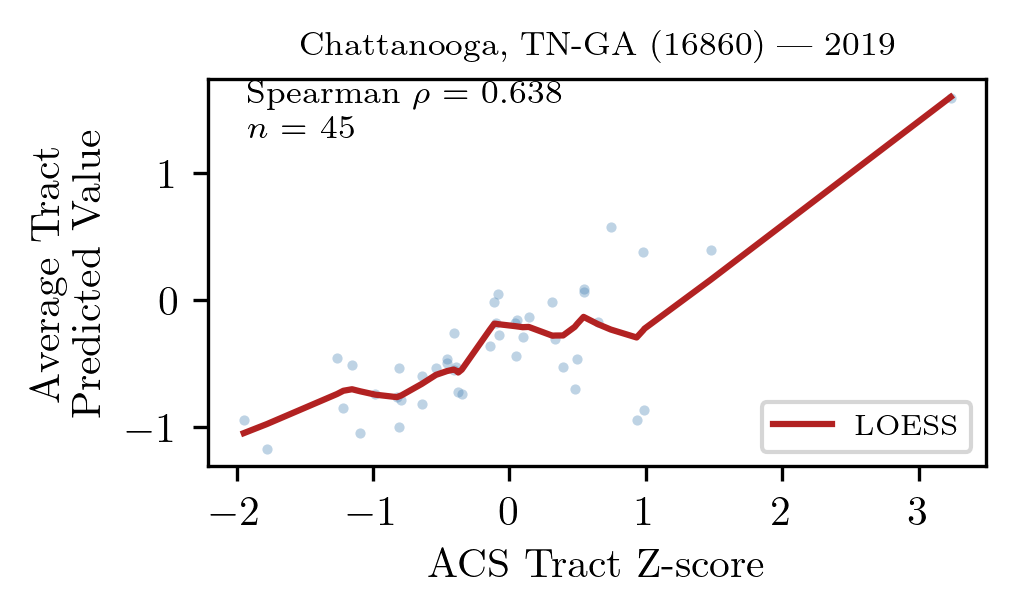 Chattanooga, TN-GA (16860) — 2019
Spearman ρ = 0.638
n = 45
Average Tract
Predicted Value
1
0
−1
LOESS
−2
−1
0
1
2
3
ACS Tract Z-score